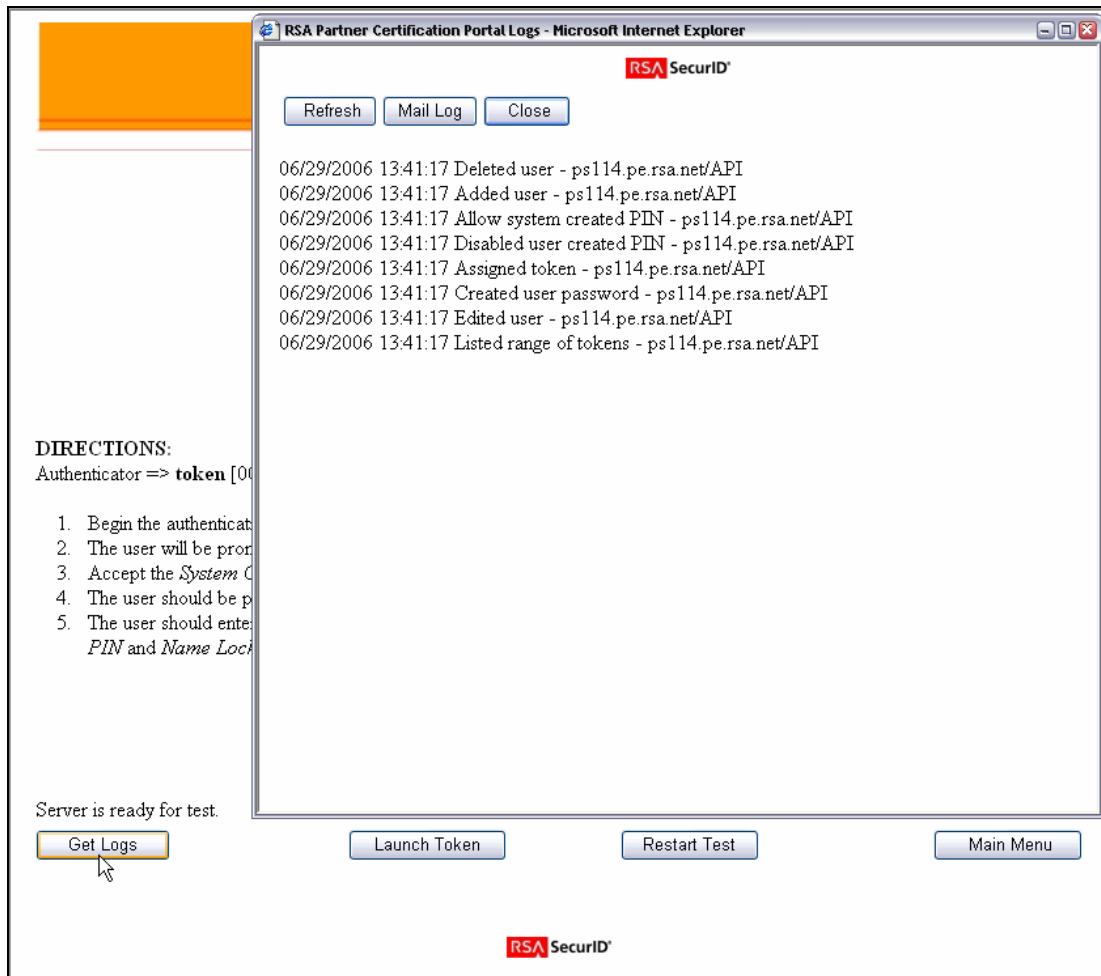 RSA Partner Certification Portal Logs - Microsoft Internet Explorer
RSA SecurID
Refresh Mail Log Close
06/29/2006 13:41:17 Deleted user - ps114.pe.rsa.net/API
06/29/2006 13:41:17 Added user - ps114.pe.rsa.net/API
06/29/2006 13:41:17 Allow system created PIN - ps114.pe.rsa.net/API
06/29/2006 13:41:17 Disabled user created PIN - ps114.pe.rsa.net/API
06/29/2006 13:41:17 Assigned token - ps114.pe.rsa.net/API
06/29/2006 13:41:17 Created user password - ps114.pe.rsa.net/API
06/29/2006 13:41:17 Edited user - ps114.pe.rsa.net/API
06/29/2006 13:41:17 Listed range of tokens - ps114.pe.rsa.net/API
DIRECTIONS:
Authenticator => token [00
1. Begin the authenticat
2. The user will be pror
3. Accept the System
4. The user should be p
5. The user should ente
PIN and Name Lock
Server is ready for test.
Get Logs Launch Token Restart Test Main Menu
RSA SecurID